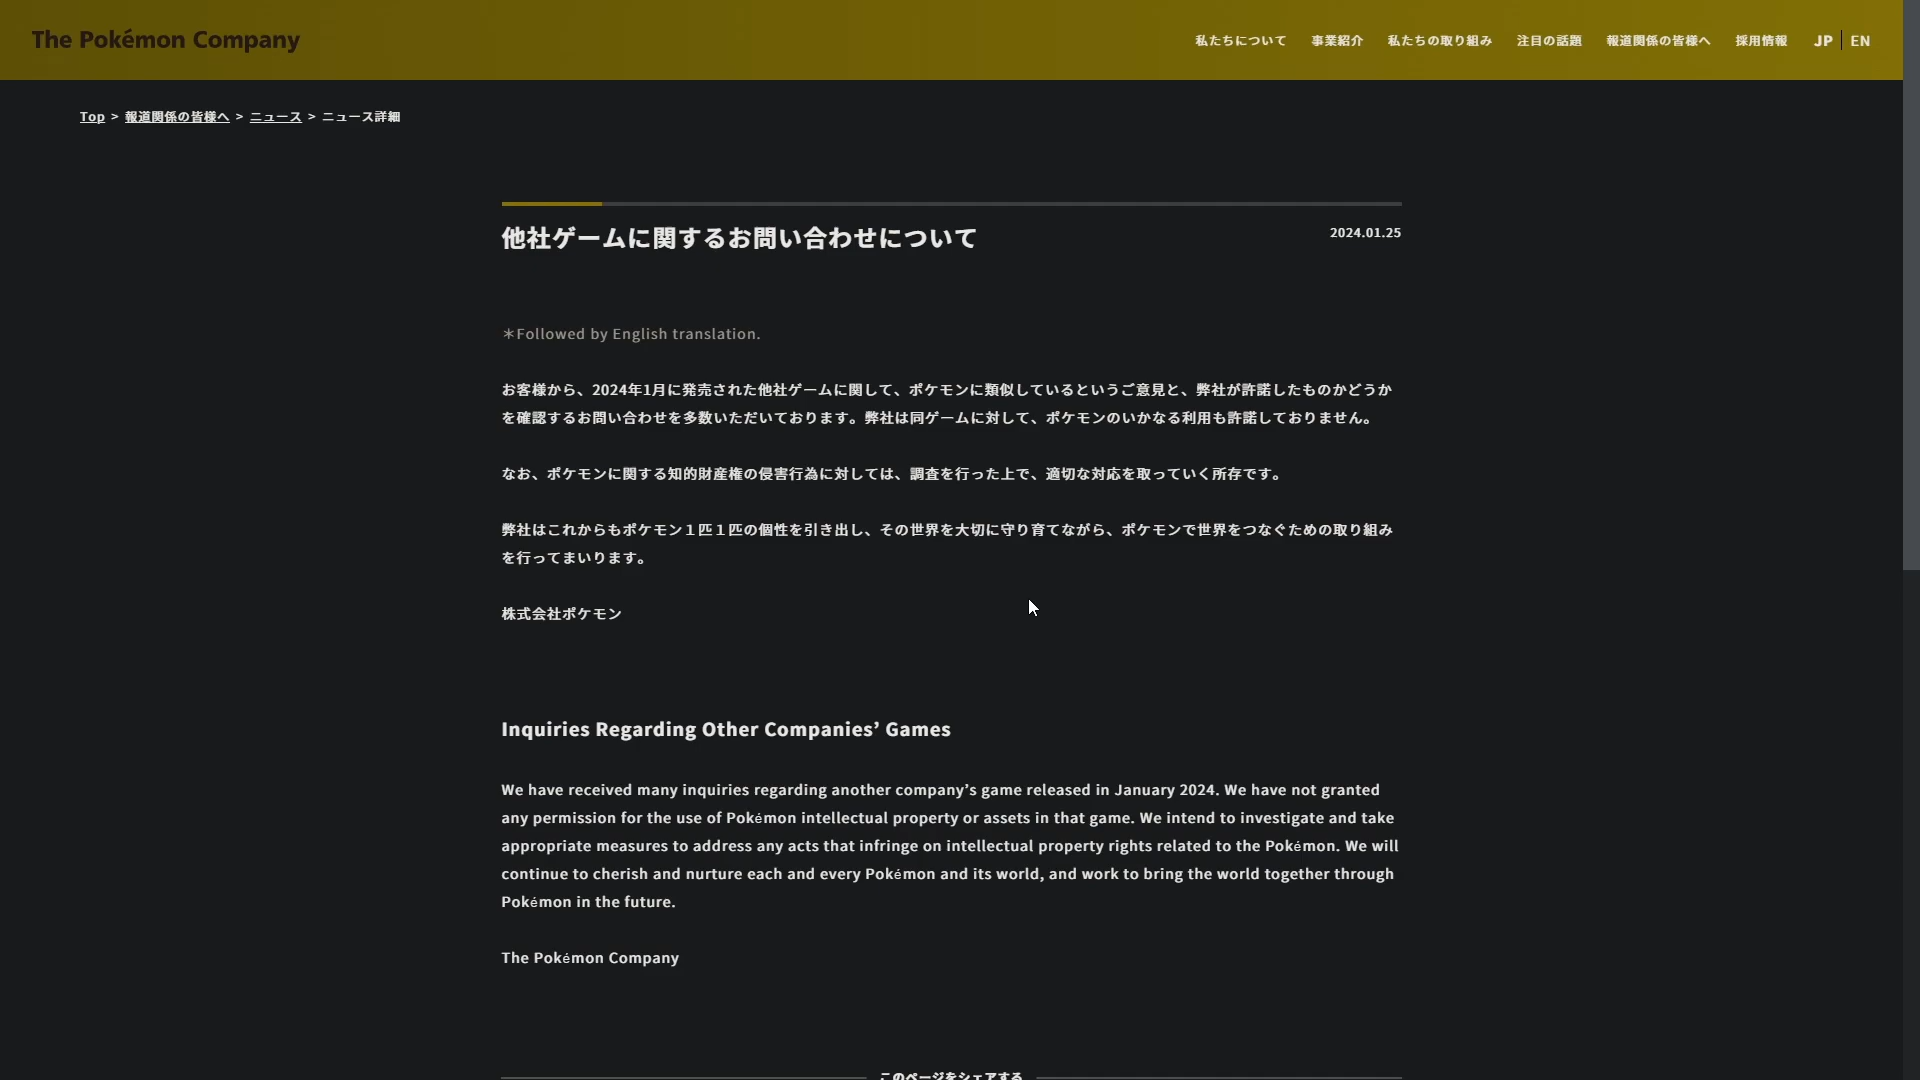 The Pokémon Company
私たちについて 事業紹介 私たちの取り組み 注目の話題 報道関係の皆様へ 採用情報 JP EN
Top > 報道関係の皆様へ > ニュース > ニュース詳細
他社ゲームに関するお問い合わせについて
2024.01.25
＊Followed by English translation.
お客様から、2024年1月に発売された他社ゲームに関して、ポケモンに類似しているというご意見と、弊社が許諾したものかどうか
を確認するお問い合わせを多数いただいております。弊社は同ゲームに対して、ポケモンのいかなる利用も許諾しておりません。
なお、ポケモンに関する知的財産権の侵害行為に対しては、調査を行った上で、適切な対応を取っていく所存です。
弊社はこれからもポケモン１匹１匹の個性を引き出し、その世界を大切に守り育てながら、ポケモンで世界をつなぐための取り組み
を行ってまいります。
株式会社ポケモン
Inquiries Regarding Other Companies’ Games
We have received many inquiries regarding another company’s game released in January 2024. We have not granted
any permission for the use of Pokémon intellectual property or assets in that game. We intend to investigate and take
appropriate measures to address any acts that infringe on intellectual property rights related to the Pokémon. We will
continue to cherish and nurture each and every Pokémon and its world, and work to bring the world together through
Pokémon in the future.
The Pokémon Company
このページをシェアする